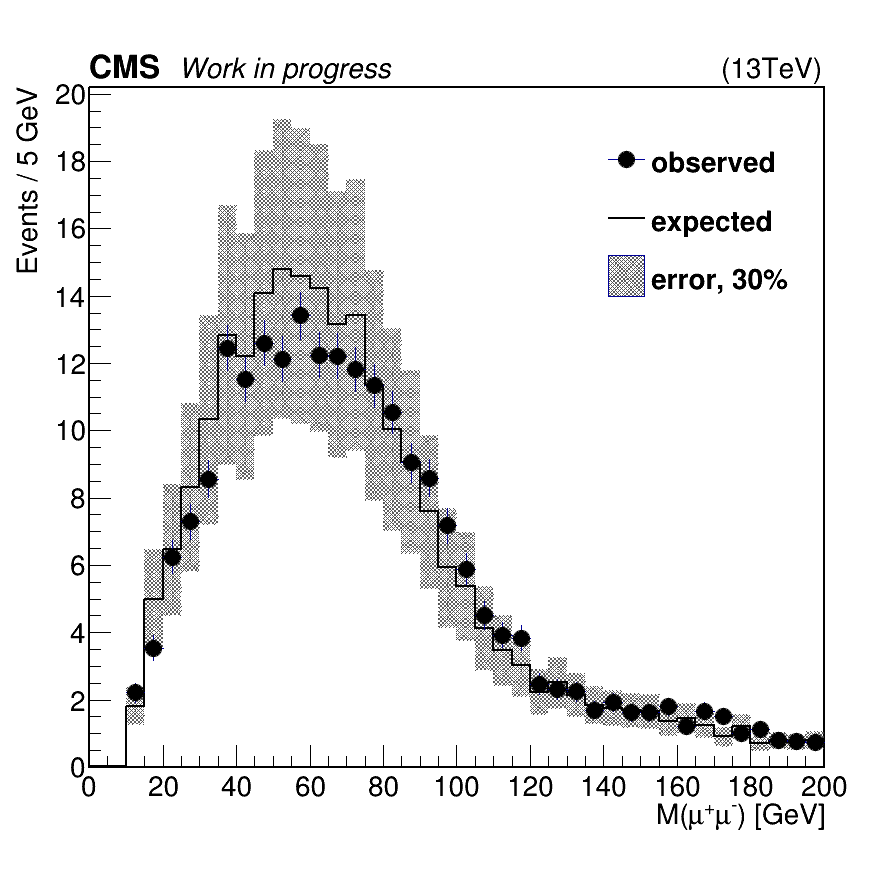 CMS Work in progress (13TeV)
Events / 5 GeV
20
18
16
14
12
10
8
6
4
2
0
observed
expected
error, 30%
0 20 40 60 80 100 120 140 160 180 200
M(μ⁺μ⁻) [GeV]